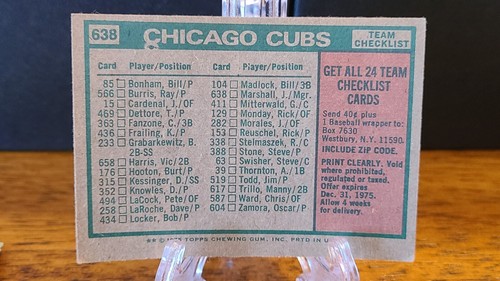 638 CHICAGO CUBS TEAM CHECKLIST
Card Player/Position
85 Bonham, Bill/P
566 Burris, Ray/P
15 Cardenal, J./OF
469 Dettore, T./P
363 Fanzone, C./3B
436 Frailing, K./P
233 Grabarkewitz, B.
2B-SS
658 Harris, Vic/2B
176 Hooton, Burt/P
315 Kessinger, D./SS
352 Knowles, D./P
494 LaCock, Pete/OF
258 LaRoche, Dave/P
434 Locker, Bob/P
Card Player/Position
104 Madlock, Bill/3B
638 Marshall, J./Mgr.
411 Mitterwald, G./C
129 Monday, Rick/OF
282 Morales, J./OF
153 Reuschel, Rick/P
338 Stelmaszek, R./C
388 Stone, Steve/P
63 Swisher, Steve/C
39 Thornton, A./1B
519 Todd, Jim/P
617 Trillo, Manny/2B
587 Ward, Chris/OF
604 Zamora, Oscar/P
GET ALL 24 TEAM
CHECKLIST
CARDS
Send 40¢ plus
1 Baseball wrapper to:
Box 7630
Westbury, N.Y. 11590.
INCLUDE ZIP CODE.
PRINT CLEARLY. Void
where prohibited,
regulated or taxed.
Offer expires
Dec. 31, 1975.
Allow 4 weeks
for delivery.
TOPPS CHEWING GUM, INC. PRTD IN U